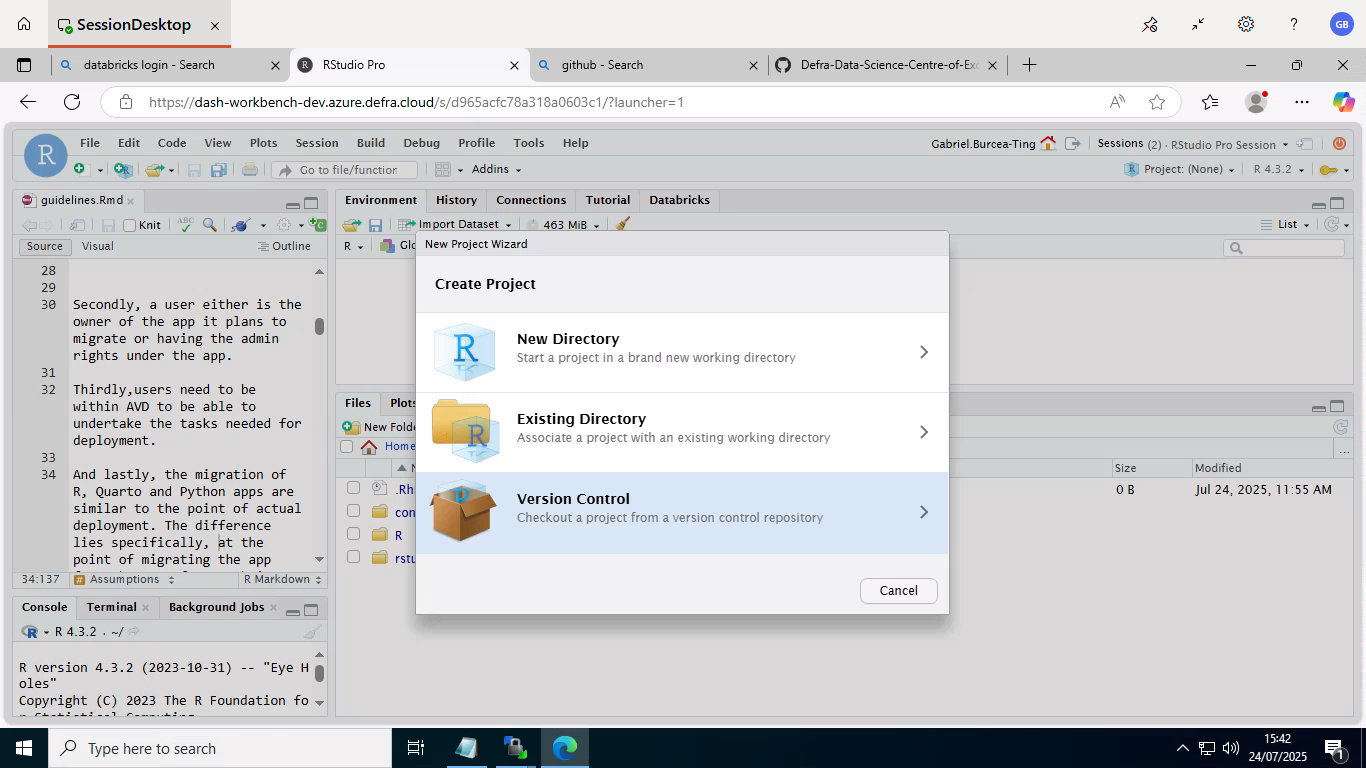 SessionDesktop
GB
databricks login - Search
RStudio Pro
github - Search
Defra-Data-Science-Centre-of-Exc
https://dash-workbench-dev.azure.defra.cloud/s/d965acfc78a318a0603c1/?launcher=1
File Edit Code View Plots Session Build Debug Profile Tools Help
Gabriel.Burcea-Ting
Sessions (2) · RStudio Pro Session
Go to file/function
Addins
Project: (None)
R 4.3.2
guidelines.Rmd
Knit
Source Visual
Outline
28
29
30 Secondly, a user either is the
owner of the app it plans to
migrate or having the admin
rights under the app.
31
32 Thirdly,users need to be
within AVD to be able to
undertake the tasks needed for
deployment.
33
34 And lastly, the migration of
R, Quarto and Python apps are
similar to the point of actual
deployment. The difference
lies specifically, at the
point of migrating the app
34:137
Assumptions
R Markdown
Console Terminal Background Jobs
R 4.3.2 · ~/
R version 4.3.2 (2023-10-31) -- "Eye H
oles"
Copyright (C) 2023 The R Foundation fo
r Statistical Computing
Environment History Connections Tutorial Databricks
Import Dataset
463 MiB
List
R
Glo
New Project Wizard
Create Project
New Directory
Start a project in a brand new working directory
Existing Directory
Associate a project with an existing working directory
Version Control
Checkout a project from a version control repository
Cancel
Files Plots
New Folde
Home
Size
Modified
.Rh
0 B
Jul 24, 2025, 11:55 AM
con
R
rstu
Type here to search
15:42
24/07/2025
1